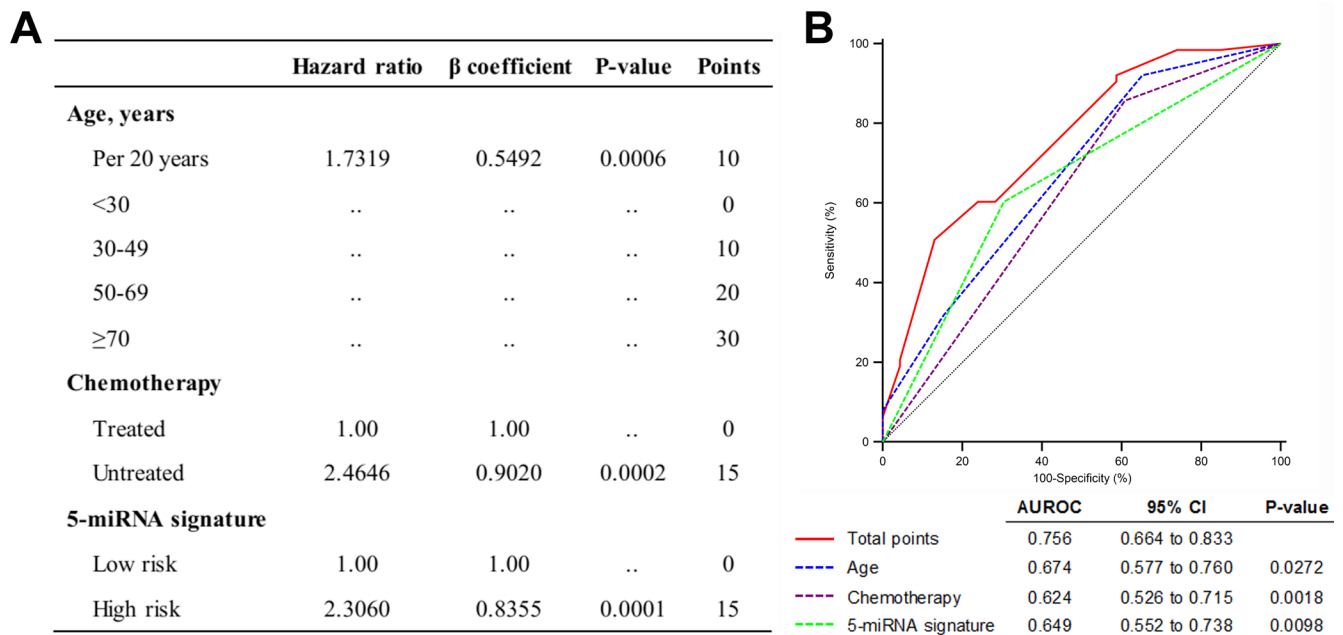 A
Hazard ratio β coefficient P-value Points
Age, years
Per 20 years 1.7319 0.5492 0.0006 10
<30 .. .. .. 0
30-49 .. .. .. 10
50-69 .. .. .. 20
≥70 .. .. .. 30
Chemotherapy
Treated 1.00 1.00 .. 0
Untreated 2.4646 0.9020 0.0002 15
5-miRNA signature
Low risk 1.00 1.00 .. 0
High risk 2.3060 0.8355 0.0001 15
B
100
80
60
40
20
0
Sensitivity (%)
0 20 40 60 80 100
100-Specificity (%)
AUROC 95% CI P-value
Total points 0.756 0.664 to 0.833
Age 0.674 0.577 to 0.760 0.0272
Chemotherapy 0.624 0.526 to 0.715 0.0018
5-miRNA signature 0.649 0.552 to 0.738 0.0098